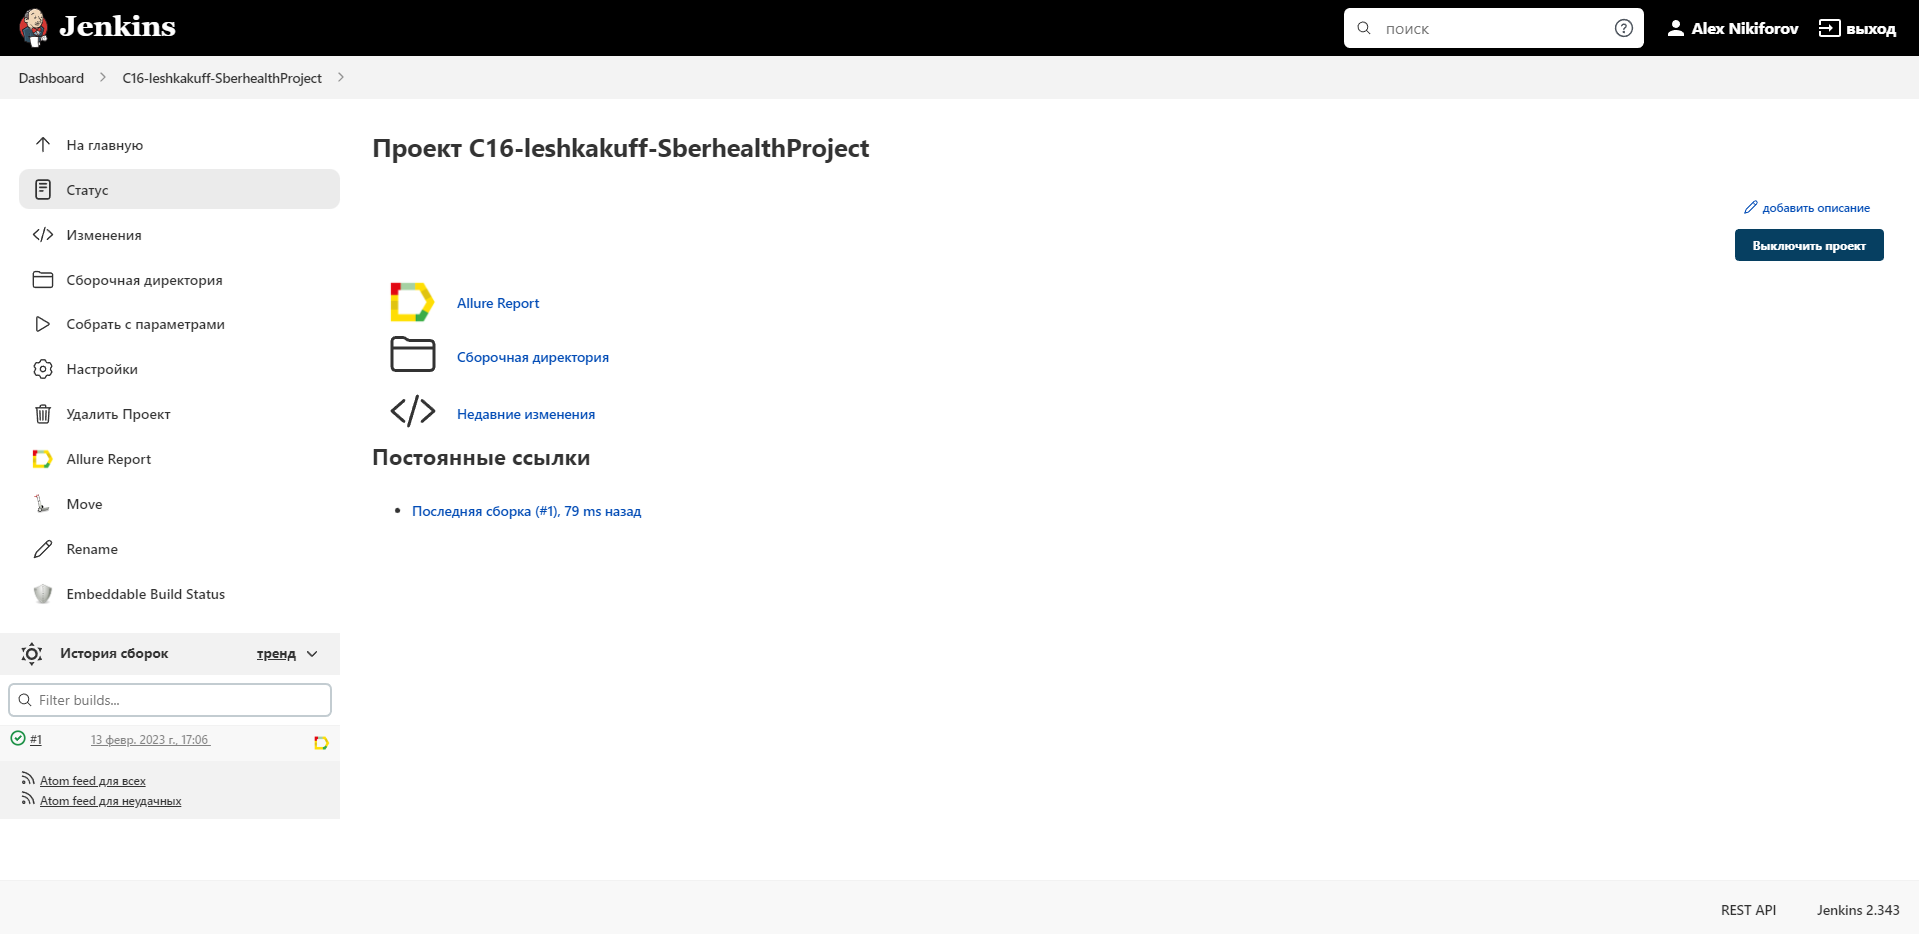 Jenkins
поиск
Alex Nikiforov
выход
Dashboard
C16-leshkakuff-SberhealthProject
На главную
Статус
Изменения
Сборочная директория
Собрать с параметрами
Настройки
Удалить Проект
Allure Report
Move
Rename
Embeddable Build Status
История сборок
тренд
Filter builds...
#1
13 февр. 2023 г., 17:06
Atom feed для всех
Atom feed для неудачных
Проект C16-leshkakuff-SberhealthProject
добавить описание
Выключить проект
Allure Report
Сборочная директория
Недавние изменения
Постоянные ссылки
Последняя сборка (#1), 79 ms назад
REST API
Jenkins 2.343